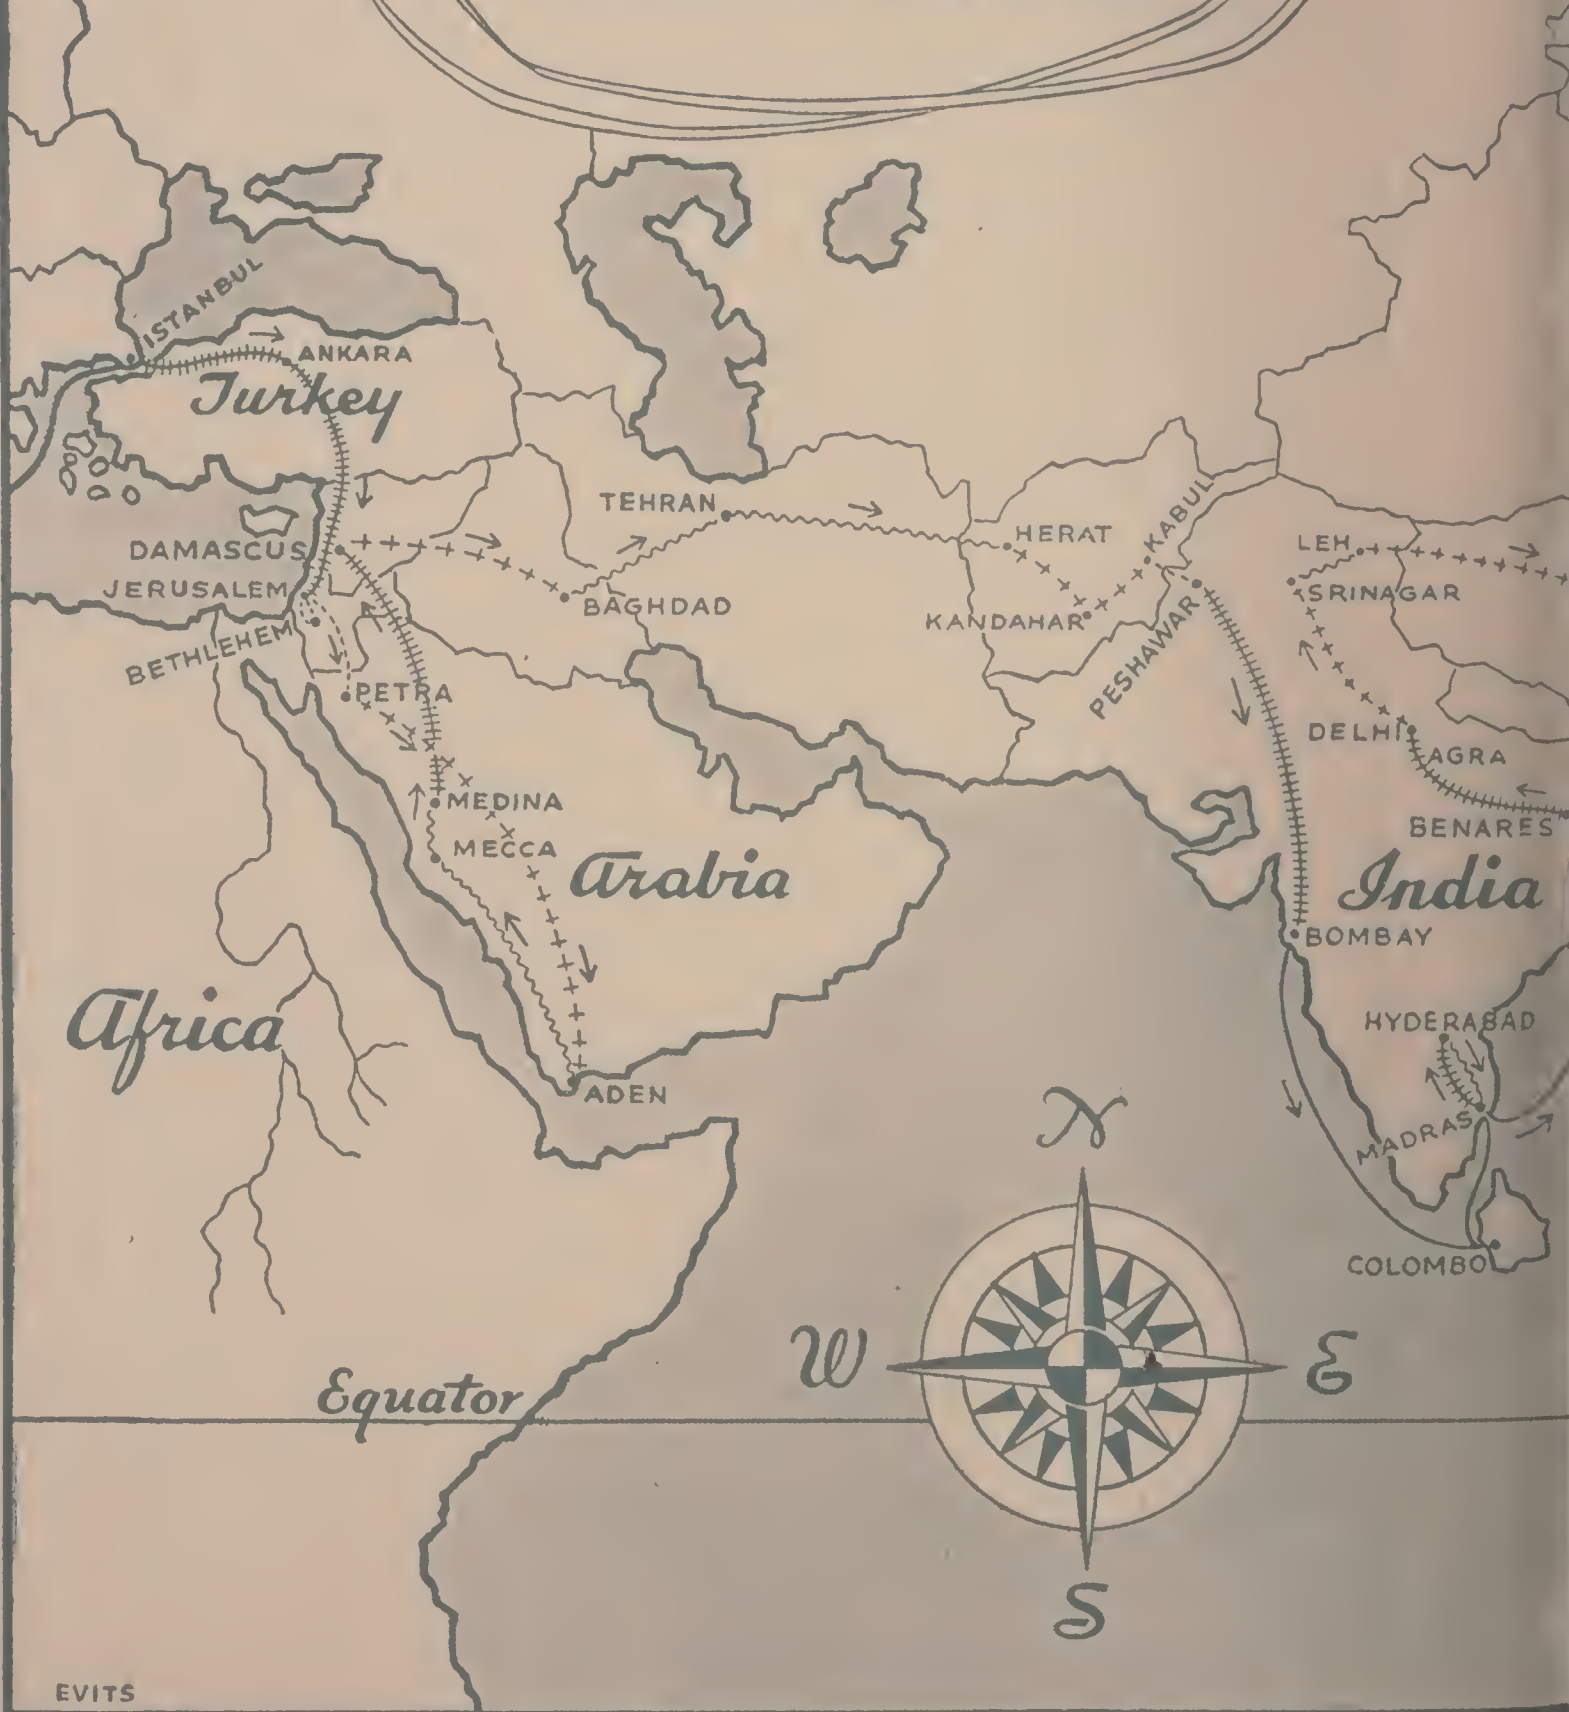 ISTANBUL
ANKARA
Turkey
TEHRAN
HERAT
KABUL
LEH
DAMASCUS
JERUSALEM
BAGHDAD
SRINAGAR
KANDAHAR
BETHLEHEM
PESHAWAR
PETRA
DELHI
AGRA
MEDINA
BENARES
MECCA
Arabia
India
BOMBAY
Africa
HYDERABAD
ADEN
MADRAS
N
COLOMBO
W
E
Equator
S
EVITS